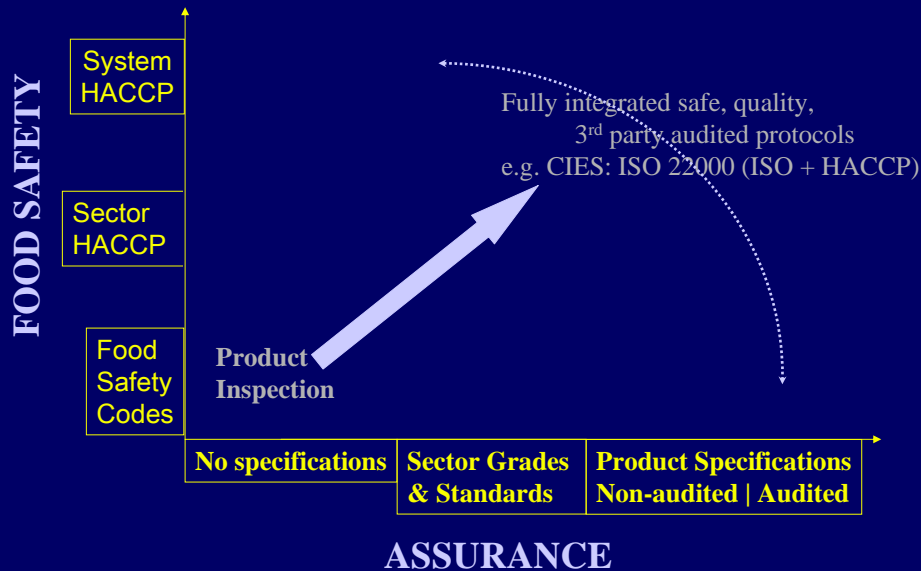 FOOD SAFETY
System
HACCP
Sector
HACCP
Food
Safety
Codes
Fully integrated safe, quality,
3rd party audited protocols
e.g. CIES: ISO 22000 (ISO + HACCP)
Product
Inspection
No specifications
Sector Grades
& Standards
Product Specifications
Non-audited | Audited
ASSURANCE